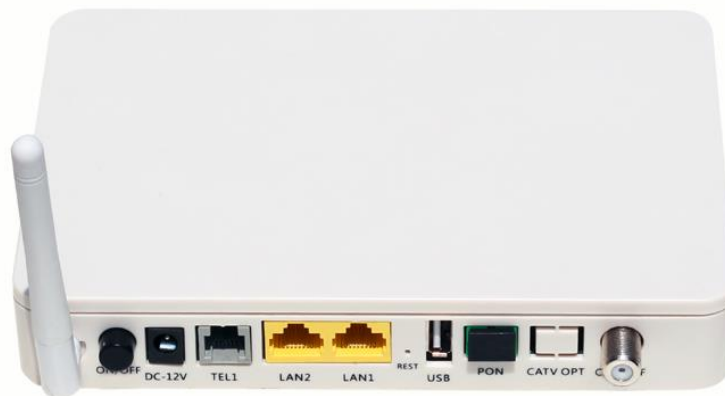 ON/OFF
DC-12V
TEL1
LAN2
LAN1
REST
USB
PON
CATV OPT